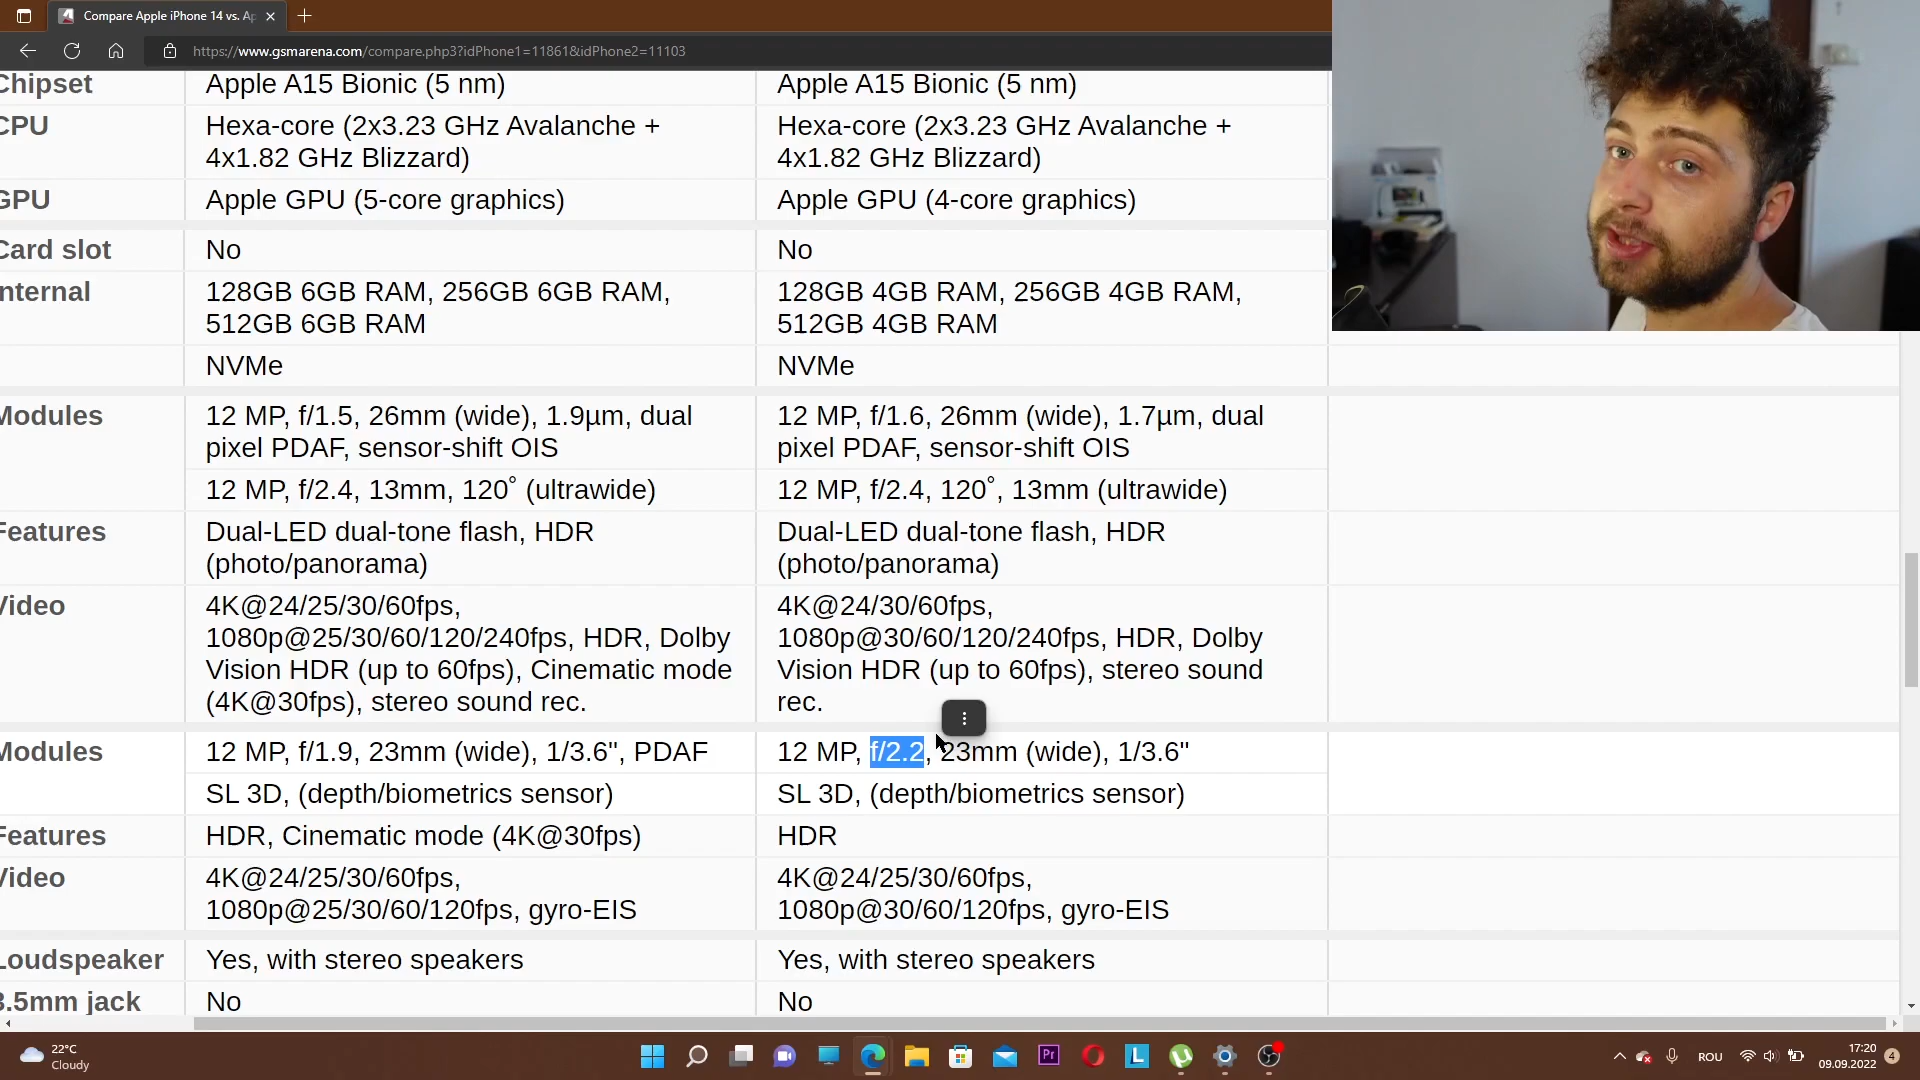 Compare Apple iPhone 14 vs. Ap
https://www.gsmarena.com/compare.php3?idPhone1=11861&idPhone2=11103
Chipset
Apple A15 Bionic (5 nm)
Apple A15 Bionic (5 nm)
CPU
Hexa-core (2x3.23 GHz Avalanche +
4x1.82 GHz Blizzard)
Hexa-core (2x3.23 GHz Avalanche +
4x1.82 GHz Blizzard)
GPU
Apple GPU (5-core graphics)
Apple GPU (4-core graphics)
Card slot
No
No
nternal
128GB 6GB RAM, 256GB 6GB RAM,
512GB 6GB RAM
128GB 4GB RAM, 256GB 4GB RAM,
512GB 4GB RAM
NVMe
NVMe
Modules
12 MP, f/1.5, 26mm (wide), 1.9µm, dual
pixel PDAF, sensor-shift OIS
12 MP, f/1.6, 26mm (wide), 1.7µm, dual
pixel PDAF, sensor-shift OIS
12 MP, f/2.4, 13mm, 120˚ (ultrawide)
12 MP, f/2.4, 120˚, 13mm (ultrawide)
Features
Dual-LED dual-tone flash, HDR
(photo/panorama)
Dual-LED dual-tone flash, HDR
(photo/panorama)
Video
4K@24/25/30/60fps,
1080p@25/30/60/120/240fps, HDR, Dolby
Vision HDR (up to 60fps), Cinematic mode
(4K@30fps), stereo sound rec.
4K@24/30/60fps,
1080p@30/60/120/240fps, HDR, Dolby
Vision HDR (up to 60fps), stereo sound
rec.
Modules
12 MP, f/1.9, 23mm (wide), 1/3.6", PDAF
12 MP, f/2.2, 23mm (wide), 1/3.6"
SL 3D, (depth/biometrics sensor)
SL 3D, (depth/biometrics sensor)
Features
HDR, Cinematic mode (4K@30fps)
HDR
Video
4K@24/25/30/60fps,
1080p@25/30/60/120fps, gyro-EIS
4K@24/25/30/60fps,
1080p@30/60/120fps, gyro-EIS
Loudspeaker
Yes, with stereo speakers
Yes, with stereo speakers
3.5mm jack
No
No
22°C
Cloudy
Pr
L
ROU
17:20
09.09.2022
4